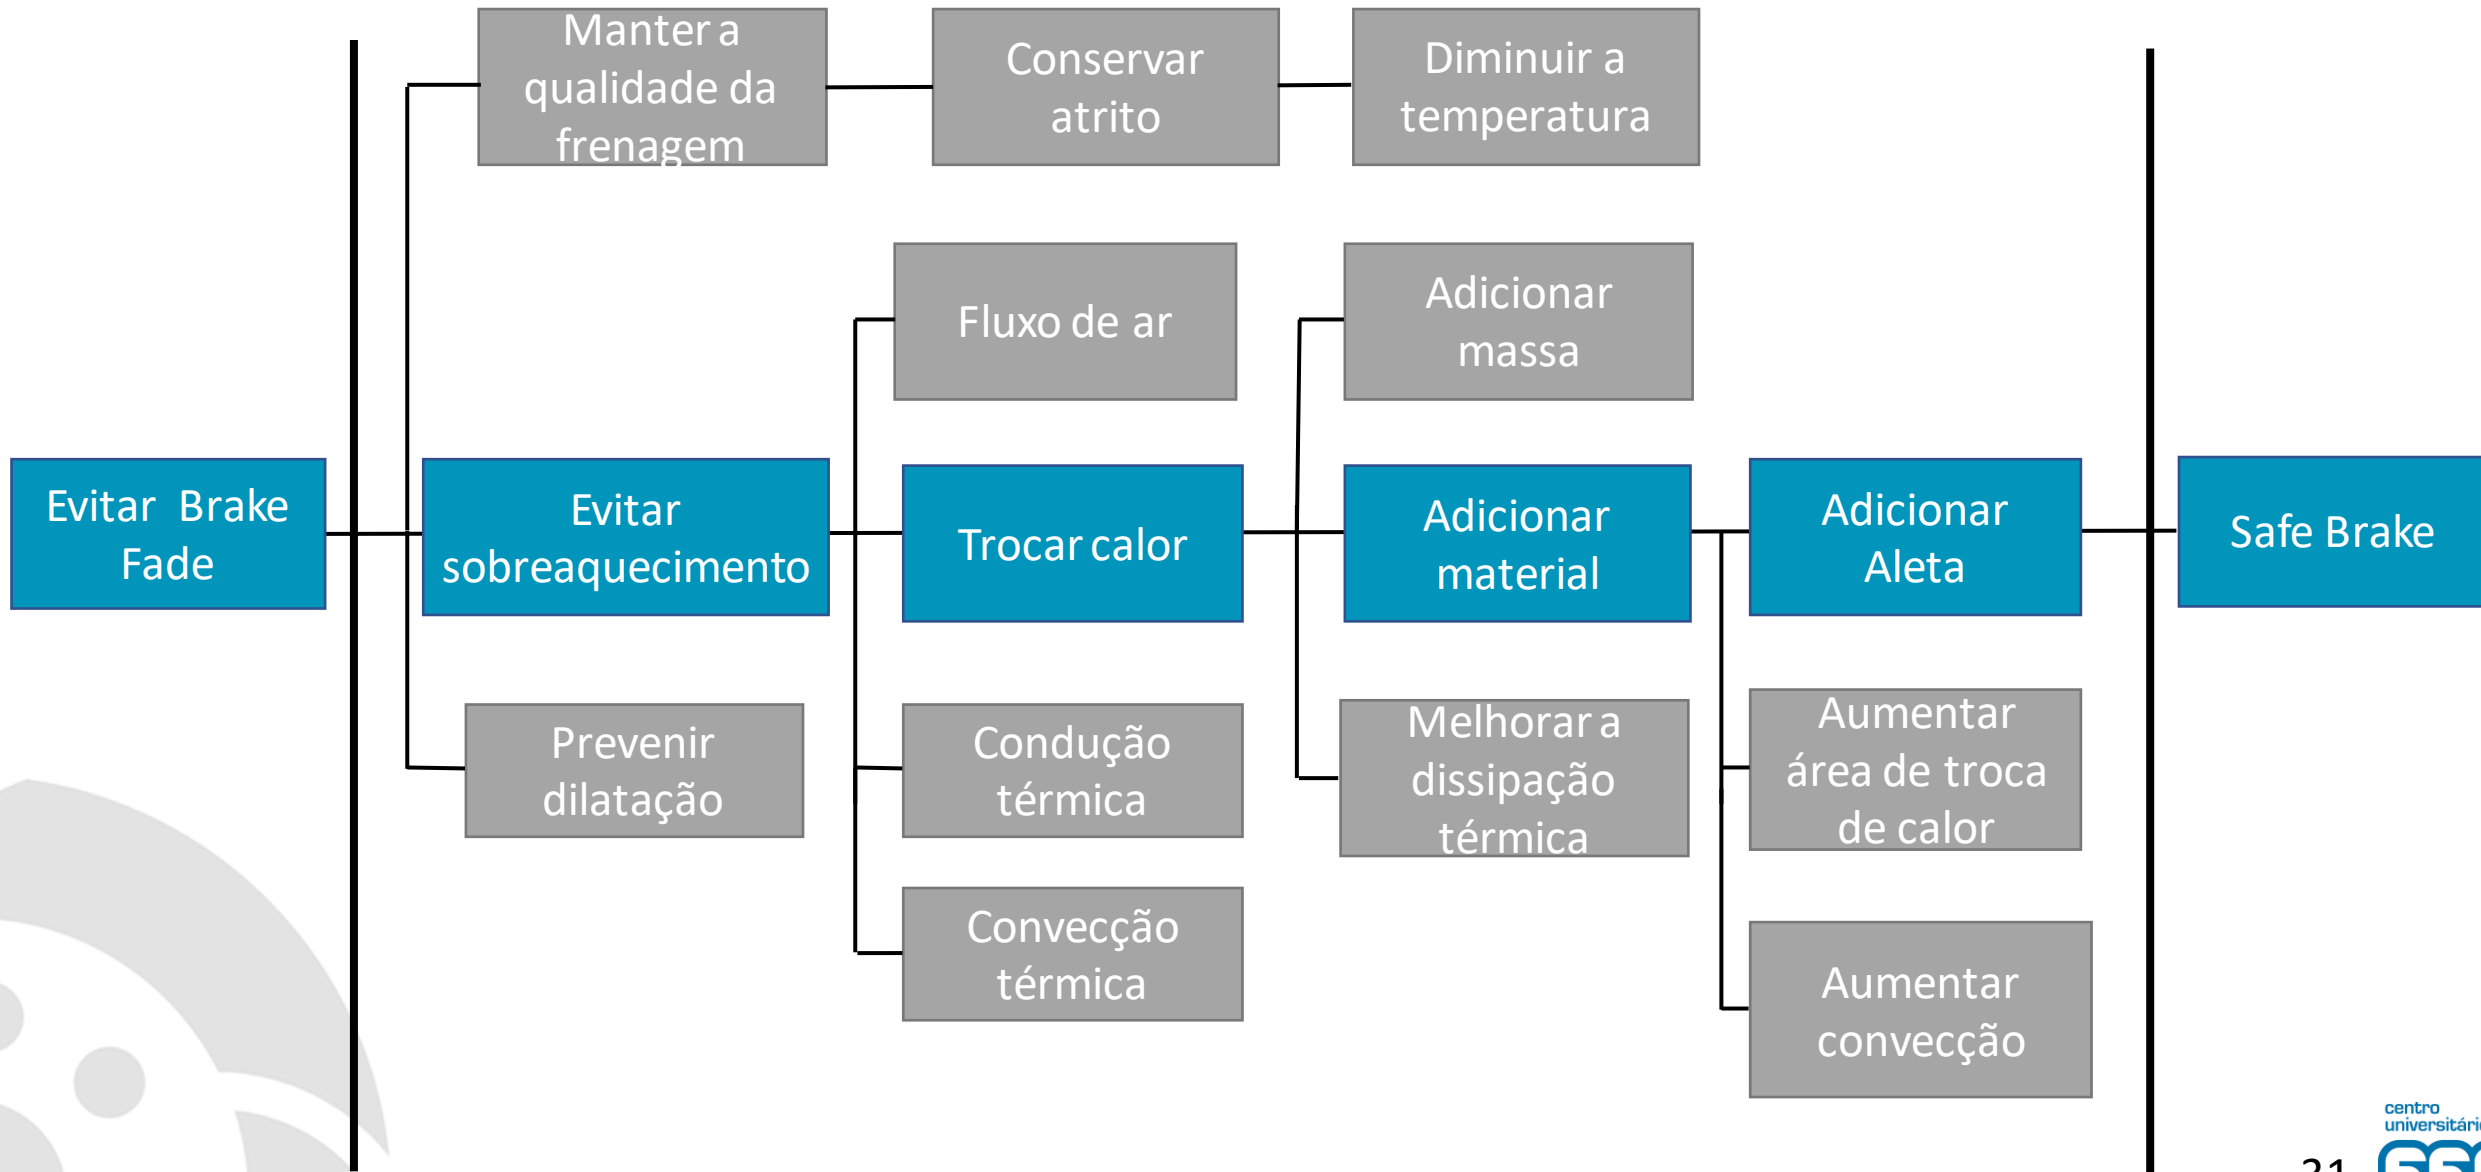 Manter a
qualidade da
frenagem
Conservar
atrito
Diminuir a
temperatura
Fluxo de ar
Adicionar
massa
Evitar Brake
Fade
Evitar
sobreaquecimento
Trocar calor
Adicionar
material
Adicionar
Aleta
Safe Brake
Prevenir
dilatação
Condução
térmica
Melhorar a
dissipação
térmica
Aumentar
área de troca
de calor
Convecção
térmica
Aumentar
convecção
centro